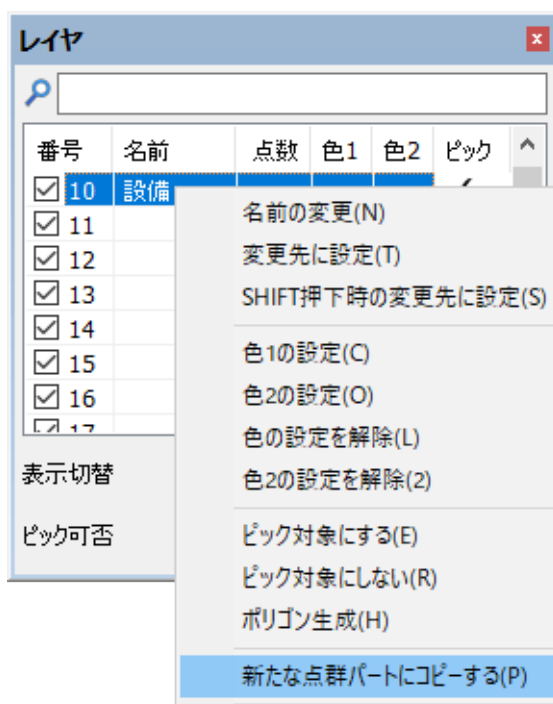 レイヤ
番号 名前 点数 色1 色2 ピック
10 設備
11
12
13
14
15
16
17
表示切替
ピック可否
名前の変更(N)
変更先に設定(T)
SHIFT押下時の変更先に設定(S)
色1の設定(C)
色2の設定(O)
色の設定を解除(L)
色2の設定を解除(2)
ピック対象にする(E)
ピック対象にしない(R)
ポリゴン生成(H)
新たな点群パートにコピーする(P)